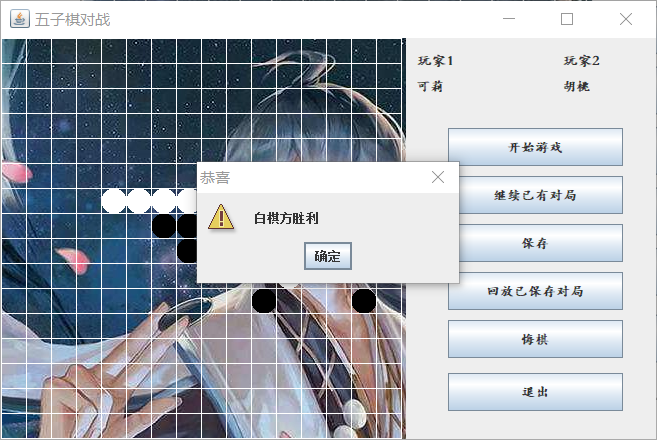 五子棋对战
玩家1 玩家2
可莉 胡桃
开始游戏
恭喜
继续已有对局
白棋方胜利
保存
确定
回放已保存对局
悔棋
退出